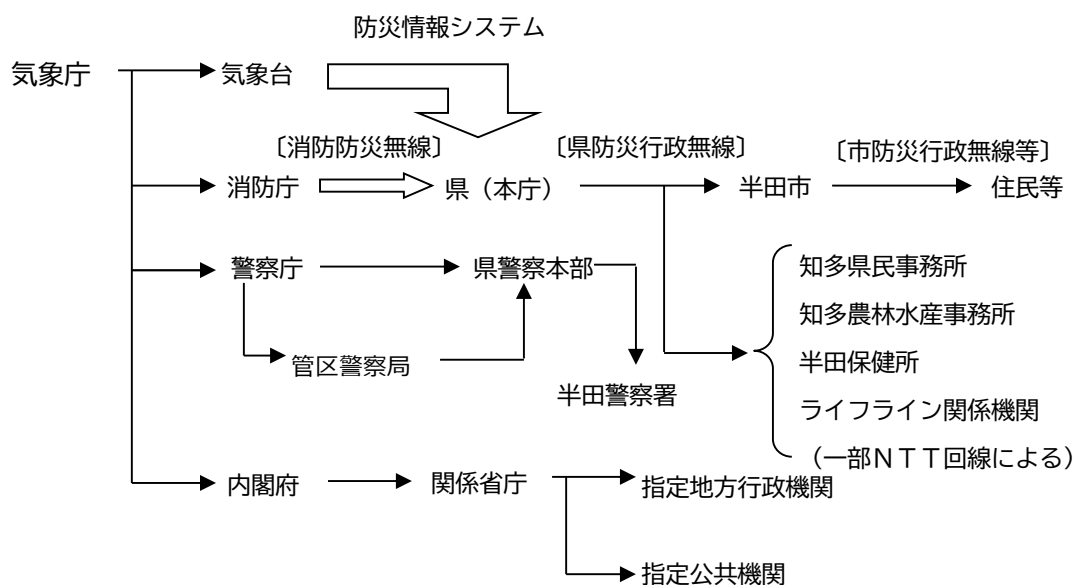 防災情報システム
気象庁
気象台
〔消防防災無線〕
〔県防災行政無線〕
〔市防災行政無線等〕
消防庁
県（本庁）
半田市
住民等
警察庁
県警察本部
知多県民事務所
知多農林水産事務所
管区警察局
半田保健所
半田警察署
ライフライン関係機関
（一部ＮＴＴ回線による）
内閣府
関係省庁
指定地方行政機関
指定公共機関